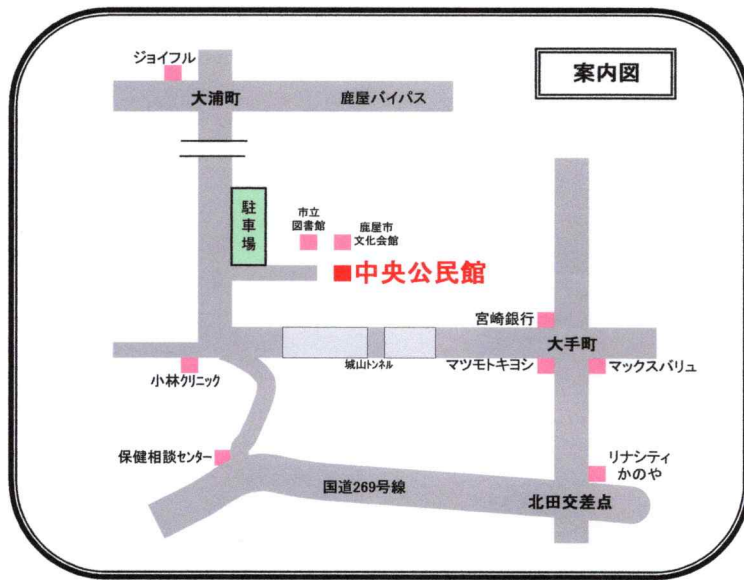 ジョイフル
案内図
大浦町
鹿屋バイパス
駐車場
市立
図書館
鹿屋市
文化会館
中央公民館
宮崎銀行
大手町
城山トンネル
マツモトキヨシ
マックスバリュ
小林クリニック
保健相談センター
リナシティ
かのや
国道269号線
北田交差点